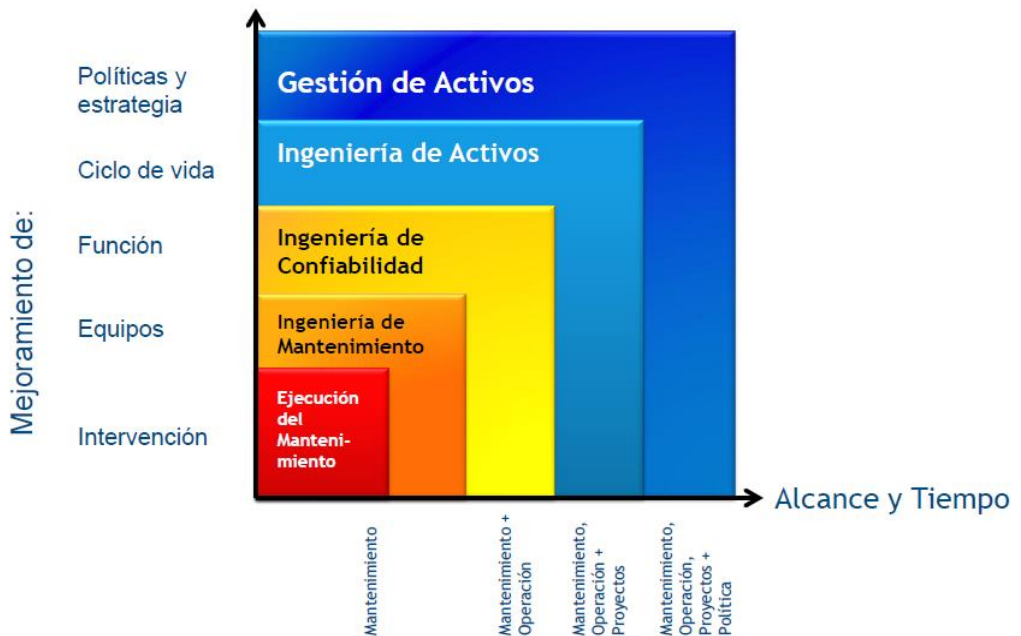 Mejoramiento de:
Políticas y
estrategia
Ciclo de vida
Función
Equipos
Intervención
Gestión de Activos
Ingeniería de Activos
Ingeniería de
Confiabilidad
Ingeniería de
Mantenimiento
Ejecución
del
Manteni-
miento
Alcance y Tiempo
Mantenimiento
Mantenimiento +
Operación
Mantenimiento,
Operación +
Proyectos
Mantenimiento,
Operación,
Proyectos +
Política